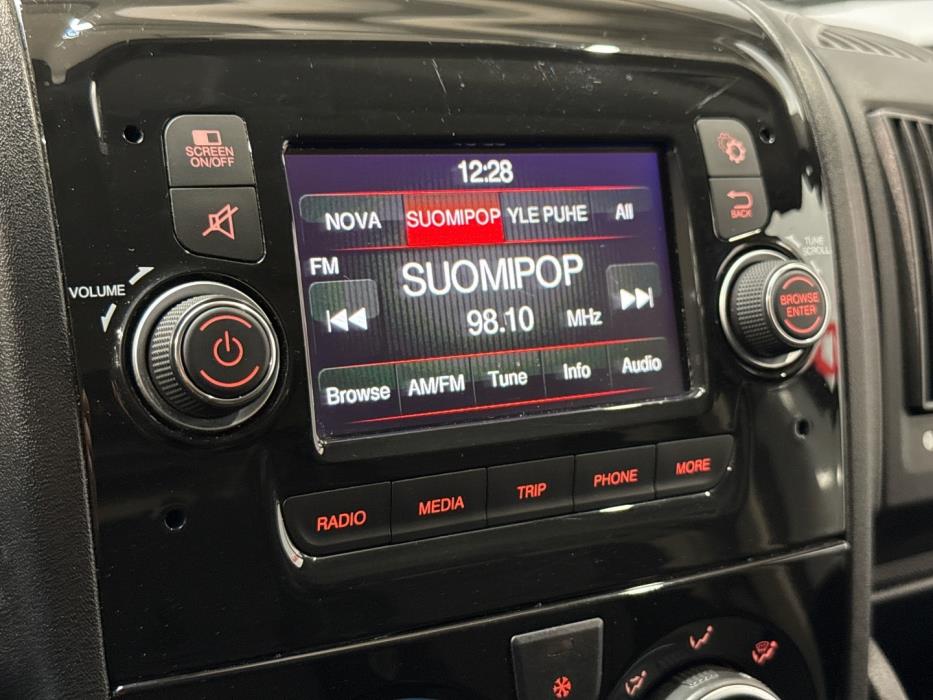 SCREEN
ON/OFF
12:28
NOVA SUOMIPOP YLE PUHE All
FM
SUOMIPOP
98.10 MHz
Browse AM/FM Tune Info Audio
VOLUME
BACK
TUNE
SCROLL
BROWSE
ENTER
RADIO MEDIA TRIP PHONE MORE